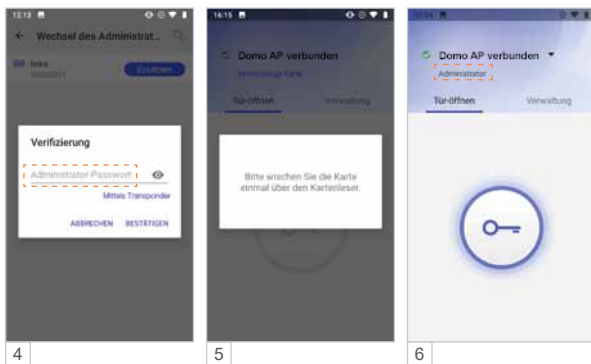 12:13
Wechsel des Administrat...
Ersetzen
Verifizierung
Administrator Passwort
Mittels Transponder
ABBRECHEN BESTÄTIGEN
4
14:15
Domo AP verbunden
Tür-öffnen Verwaltung
Bitte wischen Sie die Karte
einmal über den Kartenleser.
5
Domo AP verbunden
Administrator
Tür-öffnen Verwaltung
6